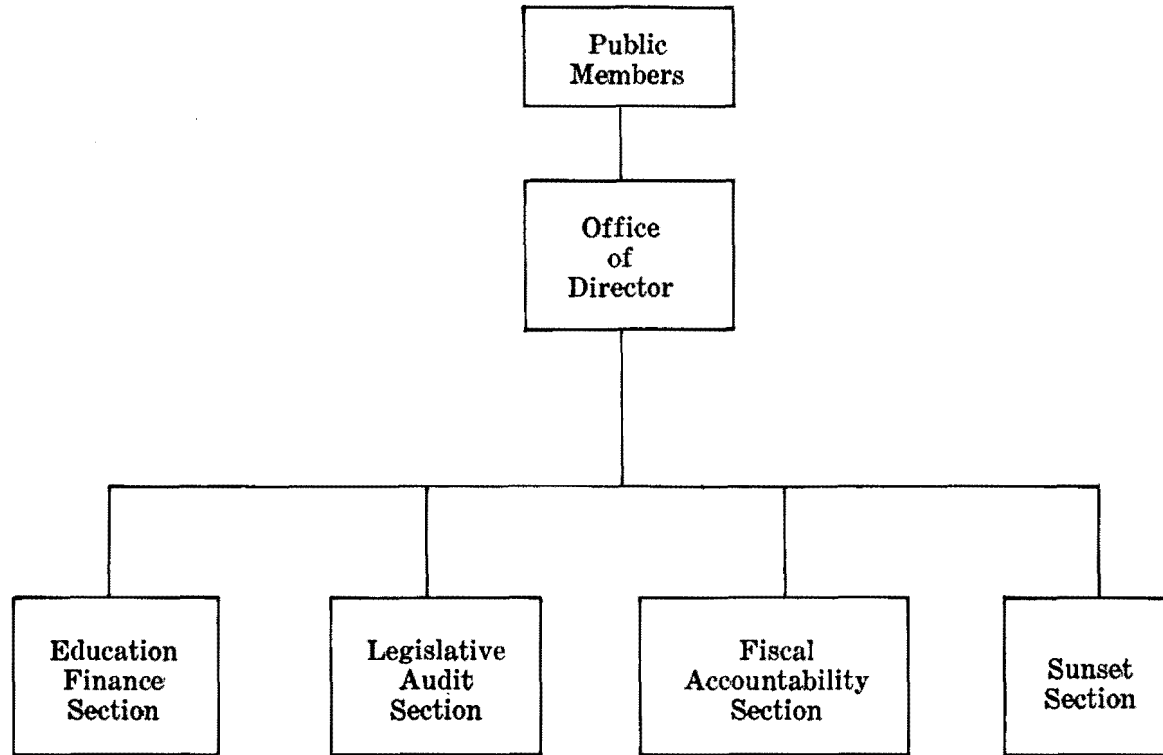 Public
Members
Office
of
Director
Education
Finance
Section
Legislative
Audit
Section
Fiscal
Accountability
Section
Sunset
Section